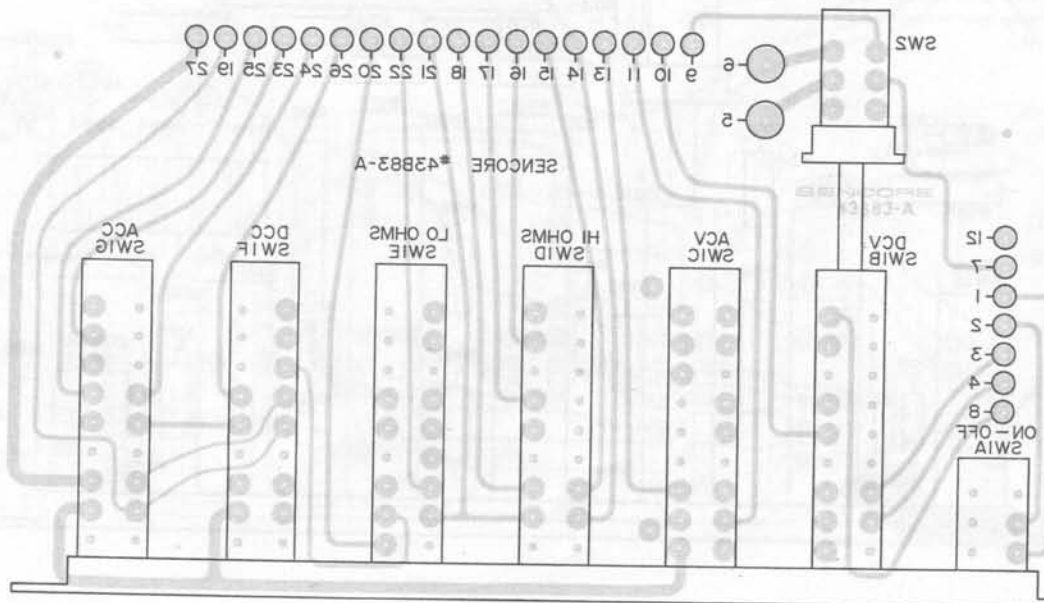 SW2
6
5
27 19 25 23 24 26 20 22 21 18 17 16 15 14 13 11 10 9
SENCORE #43B83-A
SENCORE
ACC
SW1G
DCC
SW1F
LO OHMS
SW1E
HI OHMS
SW1D
ACV
SW1C
DCV
SW1B
12
7
1
2
3
4
8
ON-OFF
SW1A